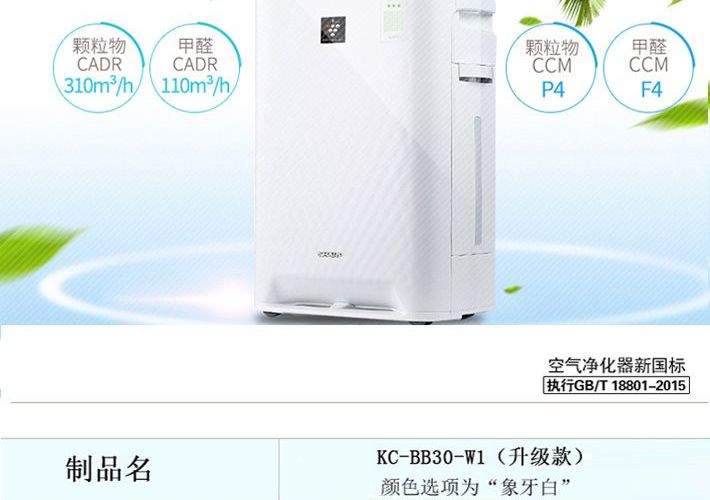 颗粒物
CADR
310m³/h
甲醛
CADR
110m³/h
颗粒物
CCM
P4
甲醛
CCM
F4
SHARP
空气净化器新国标
执行GB/T 18801-2015
制品名
KC-BB30-W1（升级款）
颜色选项为“象牙白”